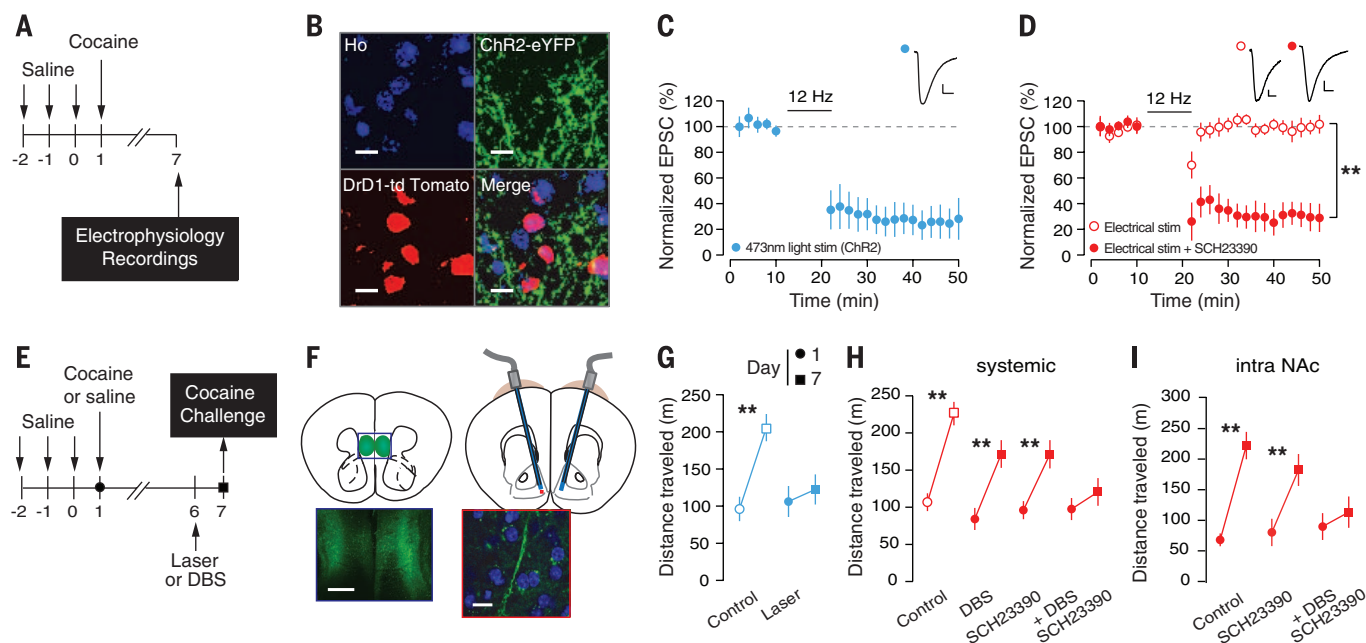 A
Cocaine
Saline
-2 -1 0 1 7
Electrophysiology
Recordings
B
Ho
ChR2-eYFP
DrD1-td Tomato
Merge
C
Normalized EPSC (%)
120
100
80
60
40
20
0
12 Hz
473nm light stim (ChR2)
0 10 20 30 40 50
Time (min)
D
Normalized EPSC (%)
120
100
80
60
40
20
0
12 Hz
**
Electrical stim
Electrical stim + SCH23390
0 10 20 30 40 50
Time (min)
E
Cocaine
or saline
Saline
Cocaine
Challenge
-2 -1 0 1 6 7
Laser
or DBS
F
G
Day
1
7
Distance traveled (m)
250
200
150
100
50
0
**
Control
Laser
H
systemic
Distance traveled (m)
250
200
150
100
50
0
**
**
**
Control
DBS
SCH23390
+ DBS
SCH23390
I
intra NAc
Distance traveled (m)
300
250
200
150
100
50
0
**
**
Control
SCH23390
+ DBS
SCH23390